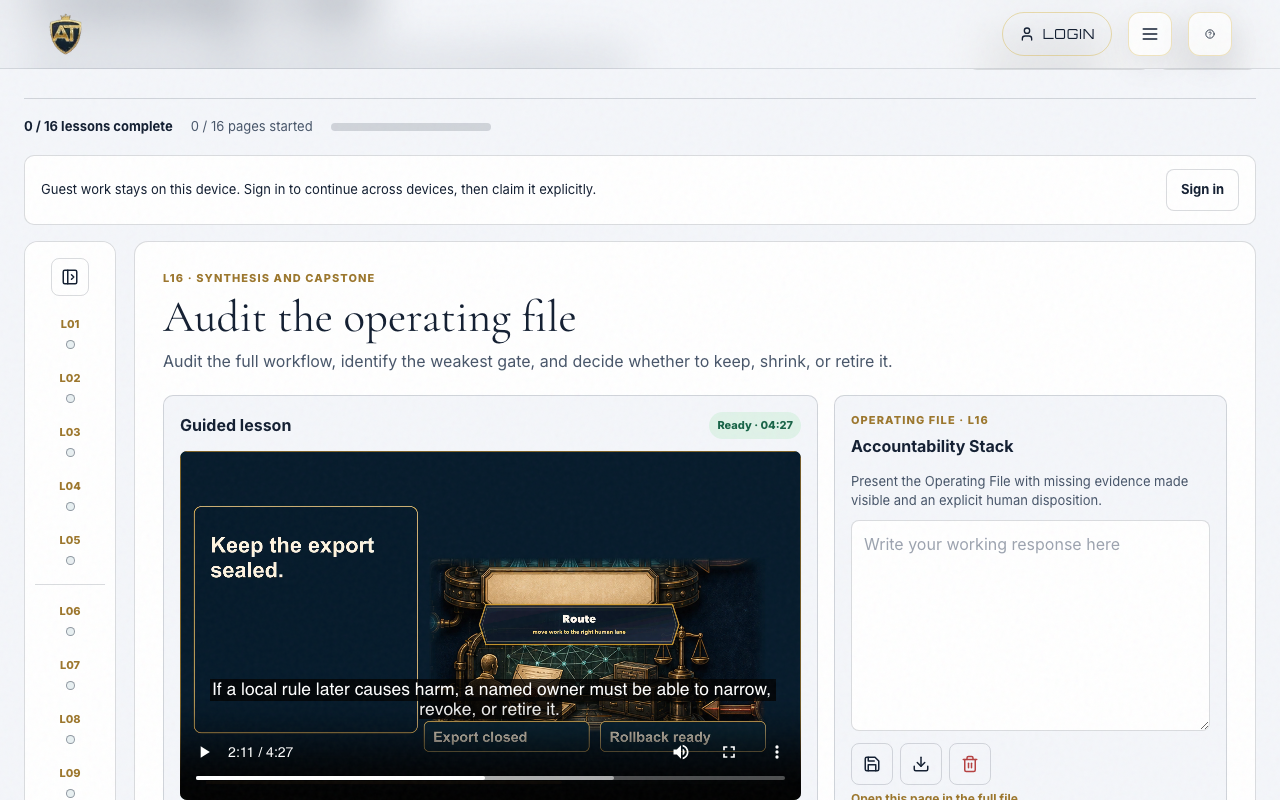 AT
LOGIN
0 / 16 lessons complete
0 / 16 pages started
Guest work stays on this device. Sign in to continue across devices, then claim it explicitly.
Sign in
L01
L02
L03
L04
L05
L06
L07
L08
L09
L16 · SYNTHESIS AND CAPSTONE
Audit the operating file
Audit the full workflow, identify the weakest gate, and decide whether to keep, shrink, or retire it.
Guided lesson
Ready · 04:27
Keep the export
sealed.
Route
move work to the right human lane
If a local rule later causes harm, a named owner must be able to narrow,
revoke, or retire it.
Export closed
Rollback ready
2:11 / 4:27
OPERATING FILE · L16
Accountability Stack
Present the Operating File with missing evidence made
visible and an explicit human disposition.
Write your working response here
Open this page in the full file